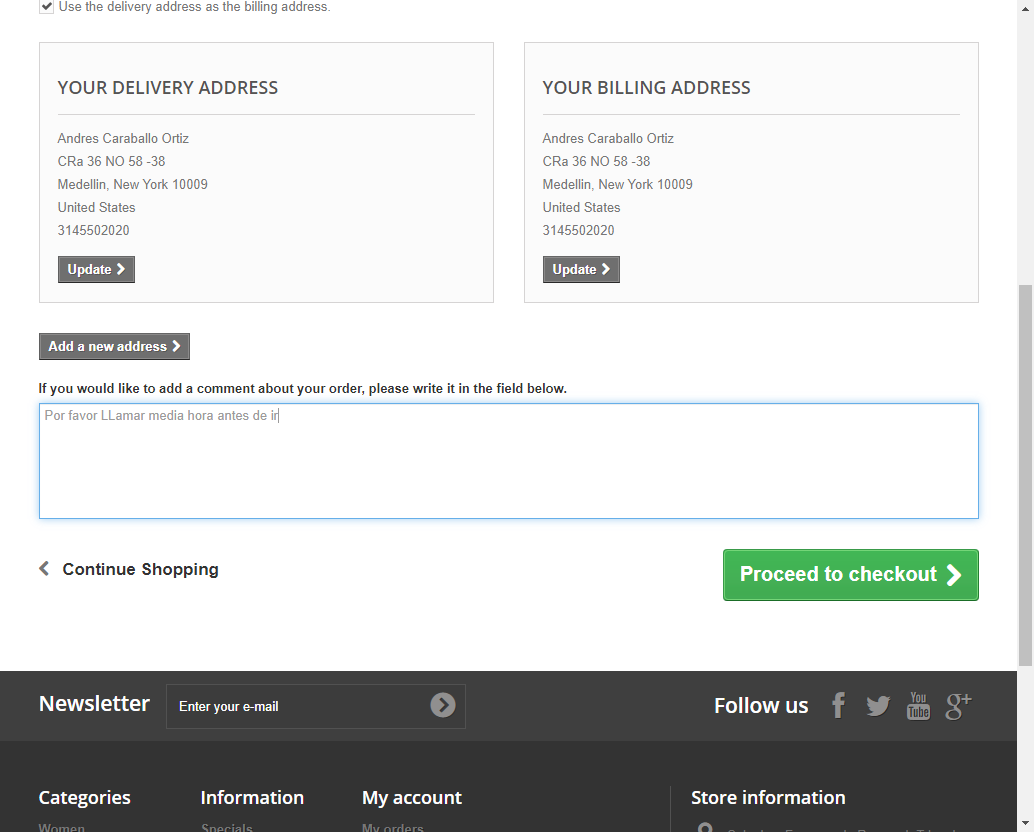 Use the delivery address as the billing address.
YOUR DELIVERY ADDRESS
Andres Caraballo Ortiz
CRa 36 NO 58 -38
Medellin, New York 10009
United States
3145502020
Update
YOUR BILLING ADDRESS
Andres Caraballo Ortiz
CRa 36 NO 58 -38
Medellin, New York 10009
United States
3145502020
Update
Add a new address
If you would like to add a comment about your order, please write it in the field below.
Por favor LLamar media hora antes de ir
Continue Shopping
Proceed to checkout
Newsletter
Enter your e-mail
Follow us
You
Tube
g+
Categories
Information
My account
Store information
Women
Specials
My orders